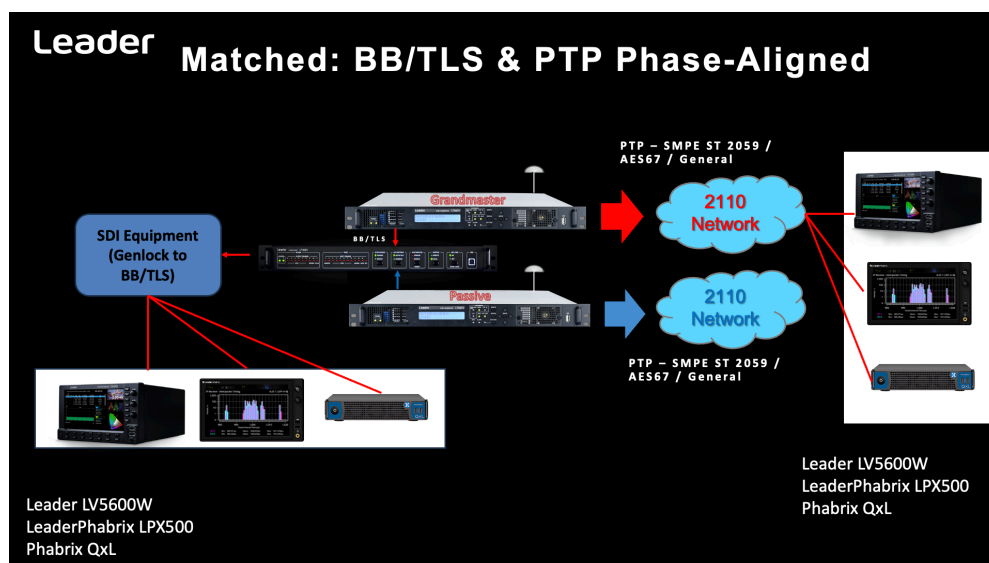 Leader
Matched: BB/TLS & PTP Phase-Aligned
PTP – SMPE ST 2059 /
AES67 / General
Grandmaster
2110
Network
SDI Equipment
(Genlock to
BB/TLS)
BB/TLS
Passive
2110
Network
PTP – SMPE ST 2059 /
AES67 / General
QxL
QxL
Leader LV5600W
LeaderPhabrix LPX500
Phabrix QxL
Leader LV5600W
LeaderPhabrix LPX500
Phabrix QxL